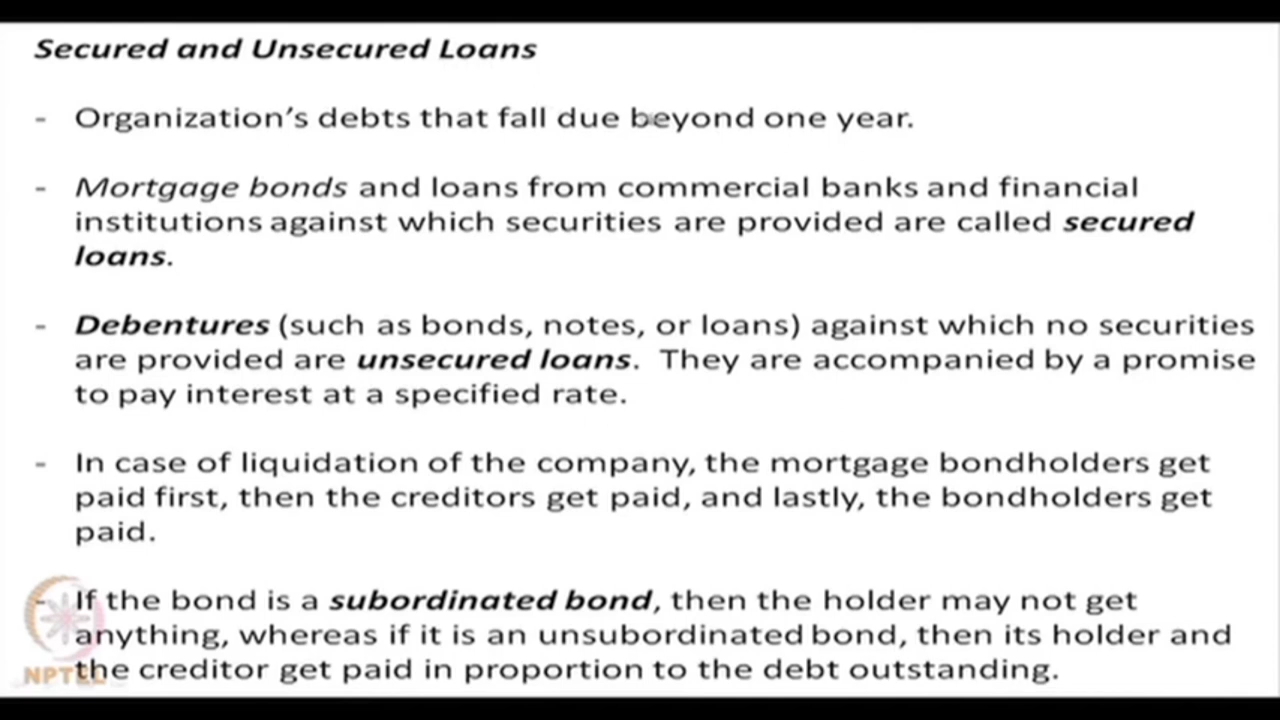 Secured and Unsecured Loans
- Organization's debts that fall due beyond one year.
- Mortgage bonds and loans from commercial banks and financial
institutions against which securities are provided are called secured
loans.
- Debentures (such as bonds, notes, or loans) against which no securities
are provided are unsecured loans. They are accompanied by a promise
to pay interest at a specified rate.
- In case of liquidation of the company, the mortgage bondholders get
paid first, then the creditors get paid, and lastly, the bondholders get
paid.
- If the bond is a subordinated bond, then the holder may not get
anything, whereas if it is an unsubordinated bond, then its holder and
the creditor get paid in proportion to the debt outstanding.
NPTEL